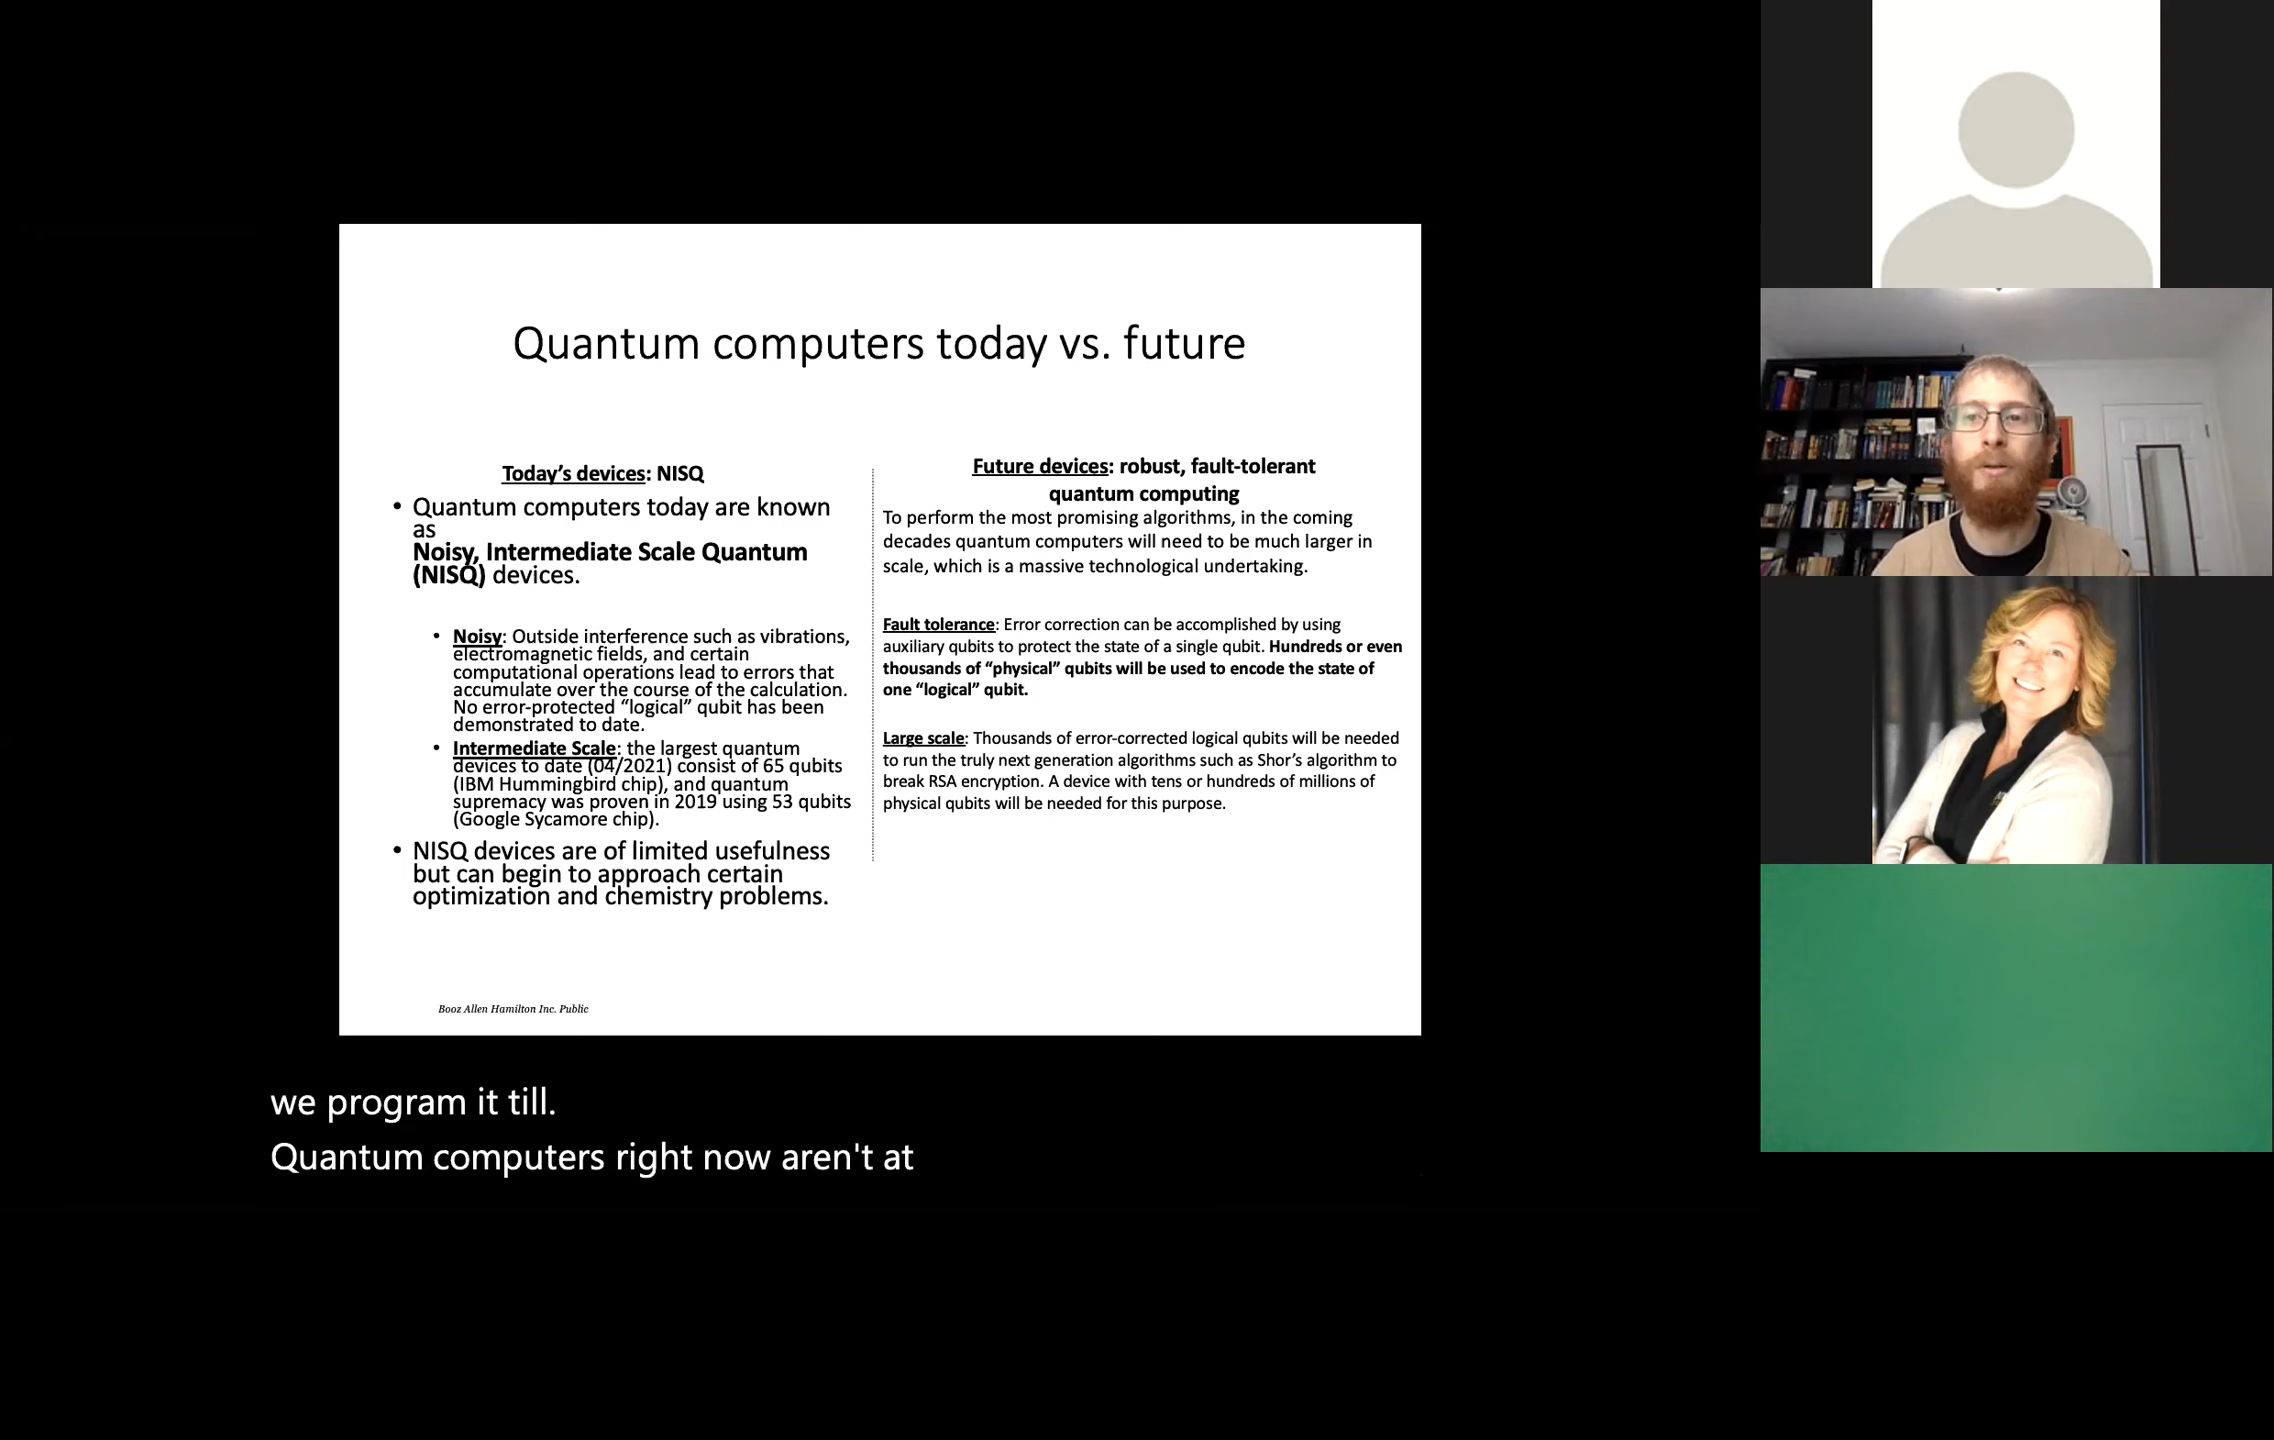 Quantum computers today vs. future
Today’s devices: NISQ
• Quantum computers today are known
as
Noisy, Intermediate Scale Quantum
(NISQ) devices.
• Noisy: Outside interference such as vibrations,
electromagnetic fields, and certain
computational operations lead to errors that
accumulate over the course of the calculation.
No error-protected “logical” qubit has been
demonstrated to date.
• Intermediate Scale: the largest quantum
devices to date (04/2021) consist of 65 qubits
(IBM Hummingbird chip), and quantum
supremacy was proven in 2019 using 53 qubits
(Google Sycamore chip).
• NISQ devices are of limited usefulness
but can begin to approach certain
optimization and chemistry problems.
Future devices: robust, fault-tolerant
quantum computing
To perform the most promising algorithms, in the coming
decades quantum computers will need to be much larger in
scale, which is a massive technological undertaking.
Fault tolerance: Error correction can be accomplished by using
auxiliary qubits to protect the state of a single qubit. Hundreds or even
thousands of “physical” qubits will be used to encode the state of
one “logical” qubit.
Large scale: Thousands of error-corrected logical qubits will be needed
to run the truly next generation algorithms such as Shor’s algorithm to
break RSA encryption. A device with tens or hundreds of millions of
physical qubits will be needed for this purpose.
Booz Allen Hamilton Inc. Public
we program it till.
Quantum computers right now aren't at